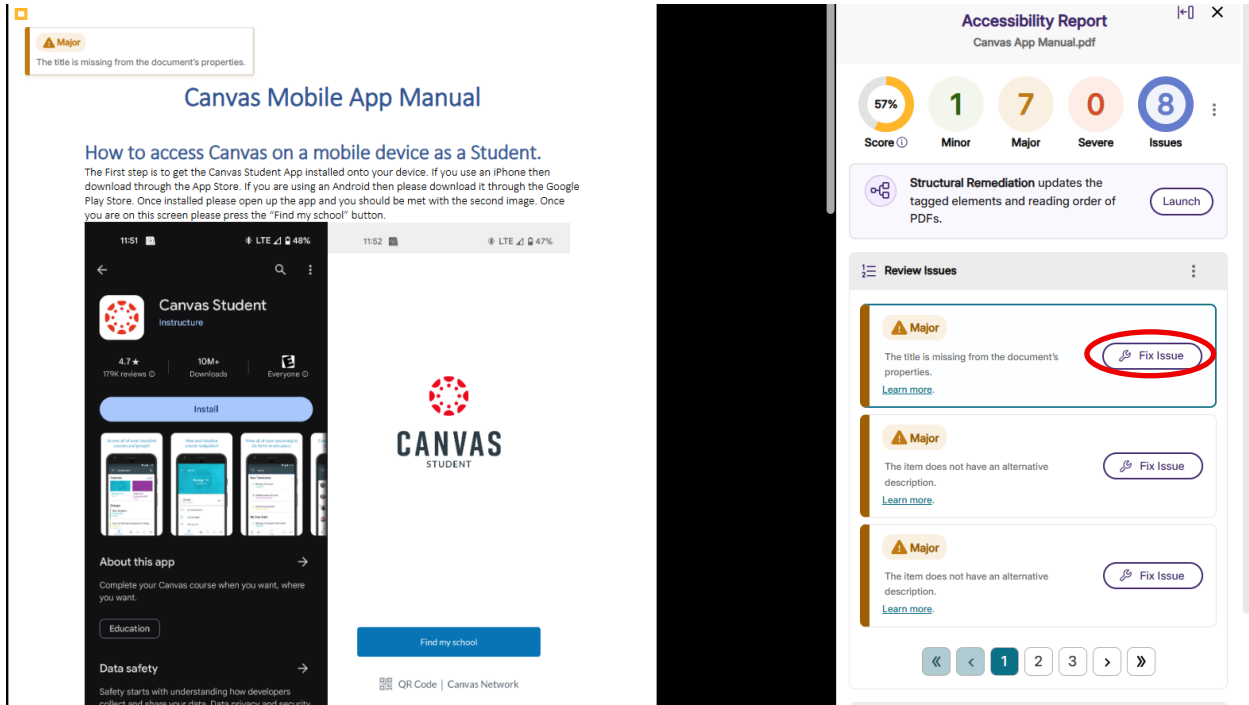 Major
The title is missing from the document's properties.
Canvas Mobile App Manual
How to access Canvas on a mobile device as a Student.
The First step is to get the Canvas Student App installed onto your device. If you use an iPhone then
download through the App Store. If you are using an Android then please download it through the Google
Play Store. Once installed please open up the app and you should be met with the second image. Once
you are on this screen please press the “Find my school” button.
11:51
LTE 48%
Canvas Student
Instructure
4.7★
179K reviews
10M+
Downloads
E
Everyone
Install
About this app
Complete your Canvas course when you want, where
you want.
Education
Data safety
Safety starts with understanding how developers
collect and share your data. Data privacy and security
11:52
LTE 47%
CANVAS
STUDENT
Find my school
QR Code | Canvas Network
Accessibility Report
Canvas App Manual.pdf
57%
Score
1
Minor
7
Major
0
Severe
8
Issues
Structural Remediation updates the
tagged elements and reading order of
PDFs.
Launch
Review Issues
Major
The title is missing from the document's
properties.
Learn more.
Fix Issue
Major
The item does not have an alternative
description.
Learn more.
Fix Issue
Major
The item does not have an alternative
description.
Learn more.
Fix Issue
« ‹ 1 2 3 › »